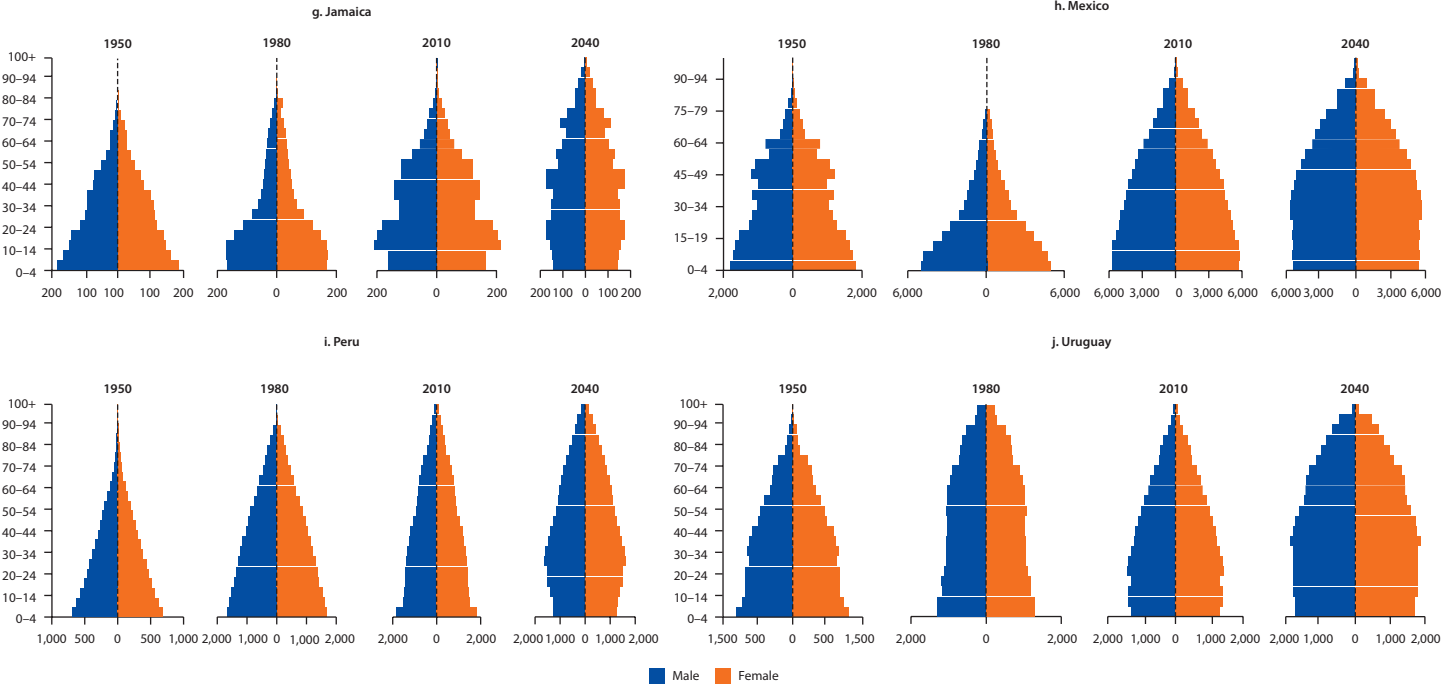 g. Jamaica
1950 1980 2010 2040
100+
90–94
80–84
70–74
60–64
50–54
40–44
30–34
20–24
10–14
0–4
200 100 100 100 200
200 0 200
200 0 200
200 100 0 100 200
h. Mexico
1950 1980 2010 2040
90–94
75–79
60–64
45–49
30–34
15–19
0–4
2,000 0 2,000
6,000 0 6,000
6,000 3,000 0 3,000 6,000
6,000 3,000 0 3,000 6,000
i. Peru
1950 1980 2010 2040
100+
90–94
80–84
70–74
60–64
50–54
40–44
30–34
20–24
10–14
0–4
1,000 500 0 500 1,000
2,000 1,000 0 1,000 2,000
2,000 0 2,000
2,000 1,000 0 1,000 2,000
j. Uruguay
1950 1980 2010 2040
100+
90–94
80–84
70–74
60–64
50–54
40–44
30–34
20–24
10–14
0–4
1,500 500 0 500 1,500
2,000 0 2,000
2,000 1,000 0 1,000 2,000
2,000 1,000 0 1,000 2,000
Male Female